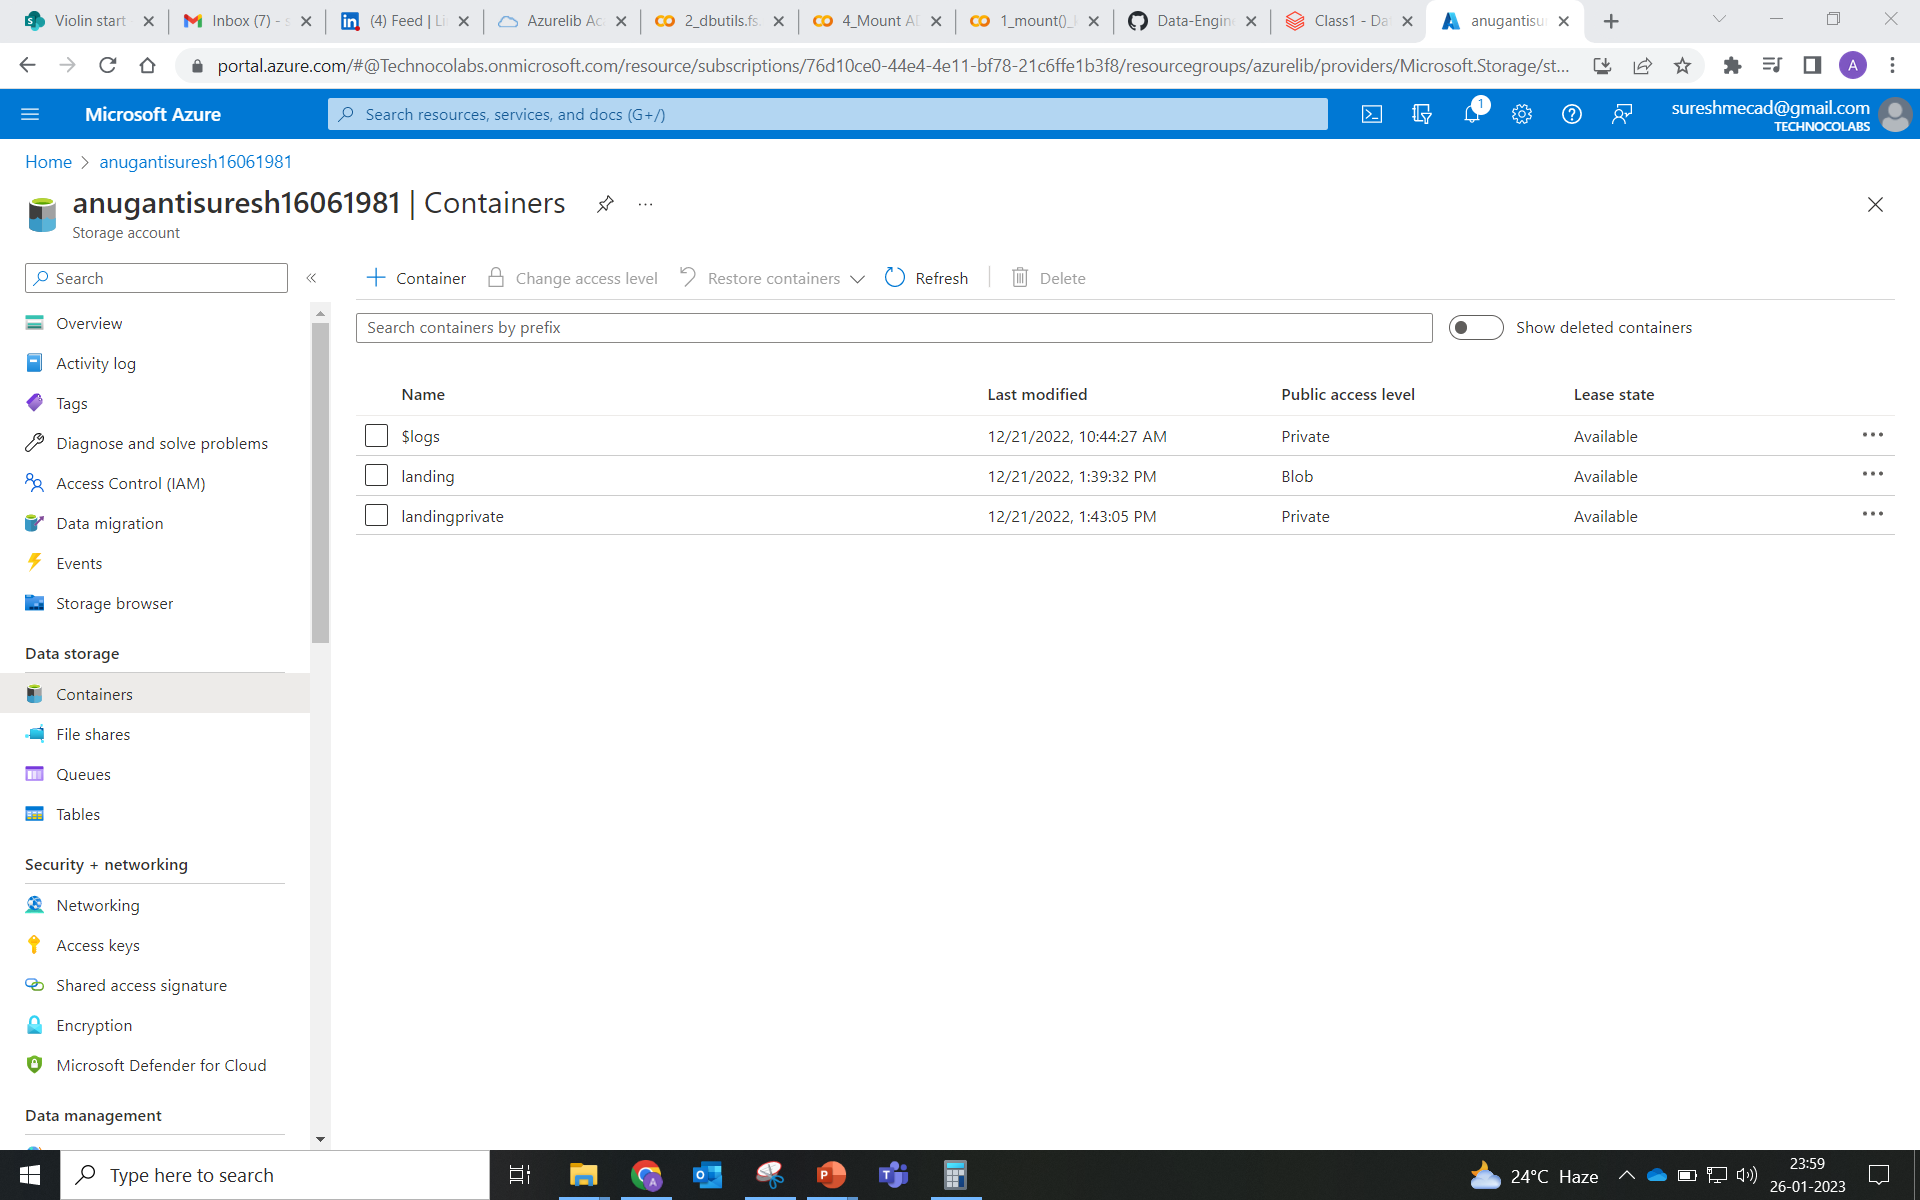 Violin start
Inbox (7) - s
(4) Feed | Li
Azurelib Ac
2_dbutils.fs.
4_Mount AD
1_mount()_
Data-Engine
Class1 - Da
anugantisur
portal.azure.com/#@Technocolabs.onmicrosoft.com/resource/subscriptions/76d10ce0-44e4-4e11-bf78-21c6ffe1b3f8/resourcegroups/azurelib/providers/Microsoft.Storage/st...
A
Microsoft Azure
Search resources, services, and docs (G+/)
1
sureshmecad@gmail.com
TECHNOCOLABS
Home > anugantisuresh16061981
anugantisuresh16061981 | Containers
Storage account
Search
«
Container
Change access level
Restore containers
Refresh
Delete
Search containers by prefix
Show deleted containers
Name Last modified Public access level Lease state
$logs 12/21/2022, 10:44:27 AM Private Available
landing 12/21/2022, 1:39:32 PM Blob Available
landingprivate 12/21/2022, 1:43:05 PM Private Available
Overview
Activity log
Tags
Diagnose and solve problems
Access Control (IAM)
Data migration
Events
Storage browser
Data storage
Containers
File shares
Queues
Tables
Security + networking
Networking
Access keys
Shared access signature
Encryption
Microsoft Defender for Cloud
Data management
Type here to search
24°C Haze
23:59
26-01-2023